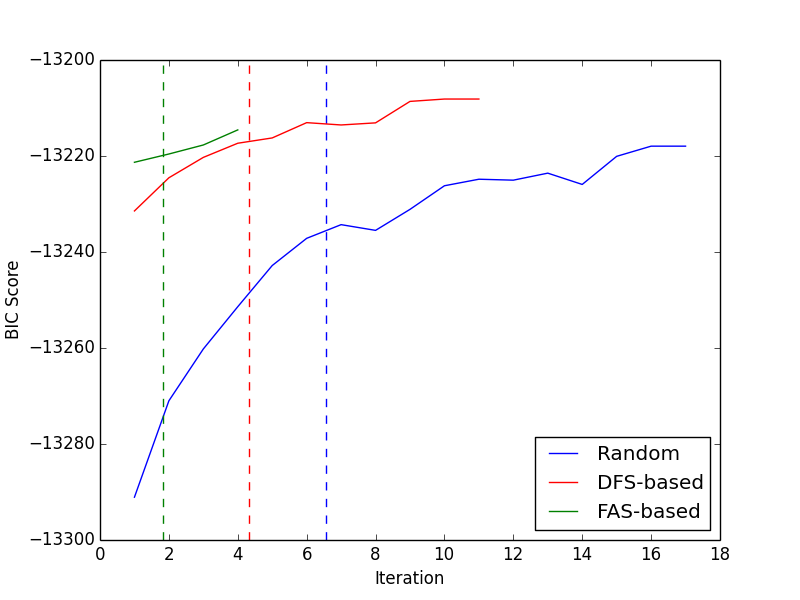 −13200
−13220
−13240
−13260
−13280
−13300
BIC Score
0 2 4 6 8 10 12 14 16 18
Iteration
Random
DFS-based
FAS-based